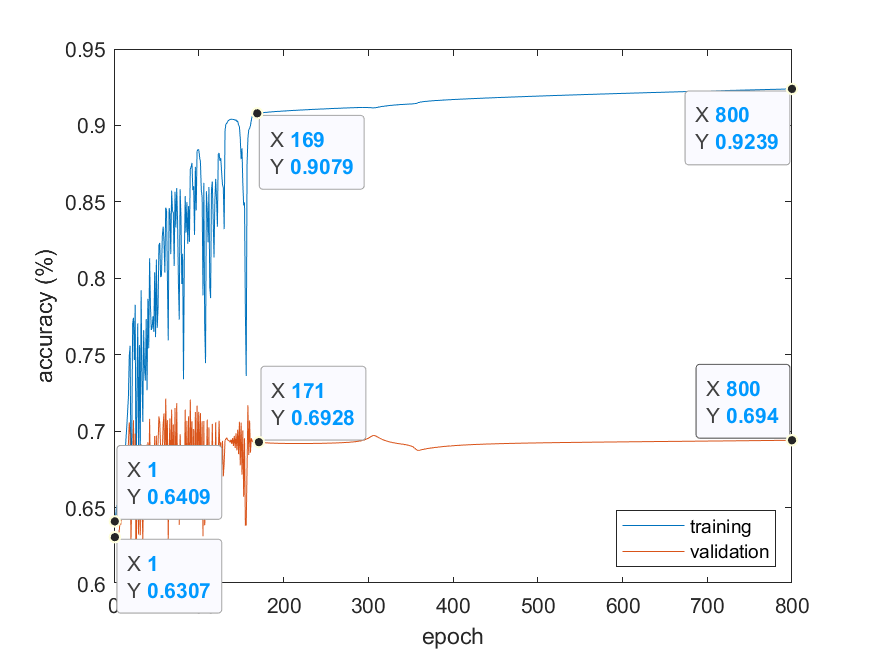 0.95
0.9
0.85
0.8
0.75
0.7
0.65
0.6
accuracy (%)
X 169
Y 0.9079
X 800
Y 0.9239
X 171
Y 0.6928
X 800
Y 0.694
X 1
Y 0.6409
X 1
Y 0.6307
training
validation
0
200
300
400
500
600
700
800
epoch